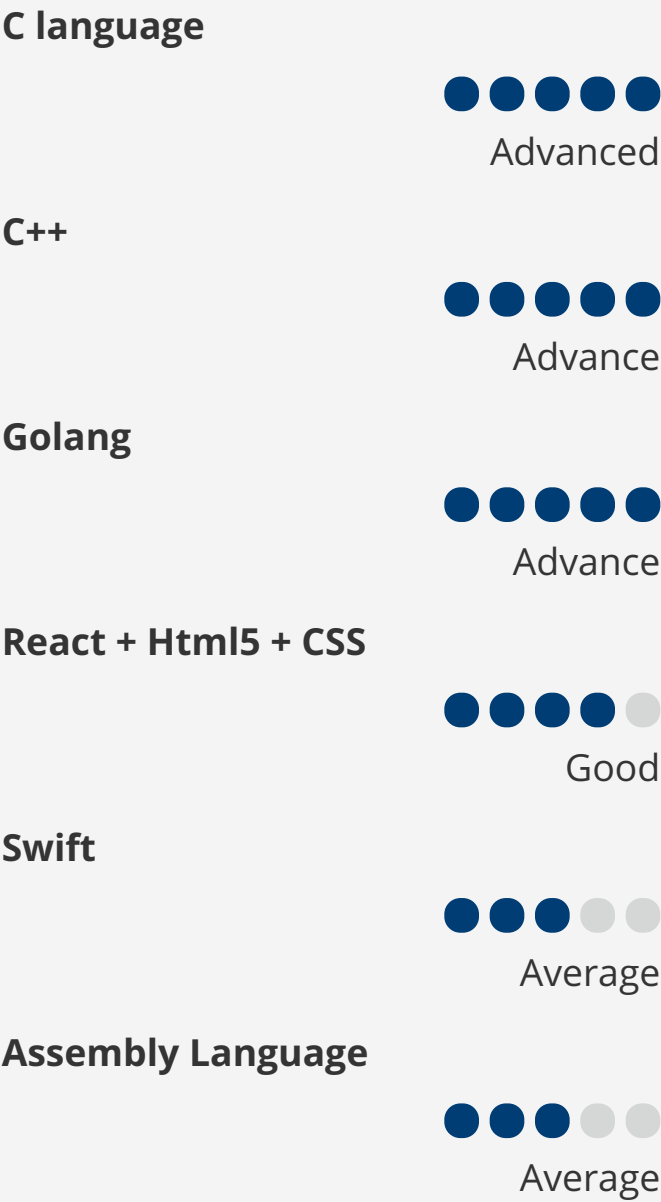 C language
Advanced
C++
Advance
Golang
Advance
React + Html5 + CSS
Good
Swift
Average
Assembly Language
Average